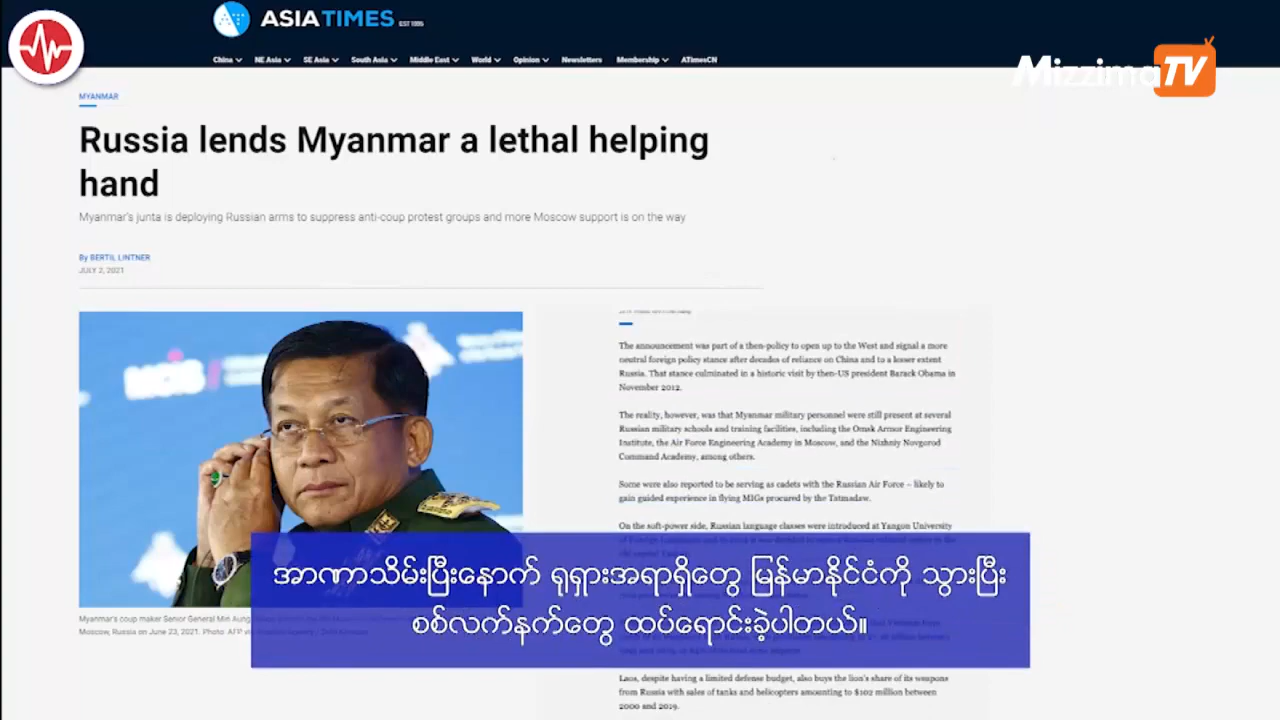 ASIA TIMES EST 1995
Mizzima TV
China NE Asia SE Asia South Asia Middle East World Opinion Newsletters Membership ATimesCN
MYANMAR
Russia lends Myanmar a lethal helping
hand
Myanmar's junta is deploying Russian arms to suppress anti-coup protest groups and more Moscow support is on the way
By BERTIL LINTNER
JULY 2, 2021
The announcement was part of a then-policy to open up to the West and signal a more
neutral foreign policy stance after decades of reliance on China and to a lesser extent
Russia. That stance culminated in a historic visit by then-US president Barack Obama in
November 2012.
The reality, however, was that Myanmar military personnel were still present at several
Russian military schools and training facilities, including the Omsk Armor Engineering
Institute, the Air Force Engineering Academy in Moscow, and the Nizhniy Novgorod
Command Academy, among others.
Some were also reported to be serving as cadets with the Russian Air Force – likely to
gain guided experience in flying MIGs procured by the Tatmadaw.
On the soft-power side, Russian language classes were introduced at Yangon University
အာဏာသိမ်းပြီးနောက် ရုရှားအရာရှိတွေ မြန်မာနိုင်ငံကို သွားပြီး
စစ်လက်နက်တွေ ထပ်ရောင်းခဲ့ပါတယ်။
Myanmar's coup maker Senior General Min Aung
Moscow, Russia on June 23, 2021. Photo: AFP
Laos, despite having a limited defense budget, also buys the lion's share of its weapons
from Russia with sales of tanks and helicopters amounting to $102 million between
2000 and 2019.